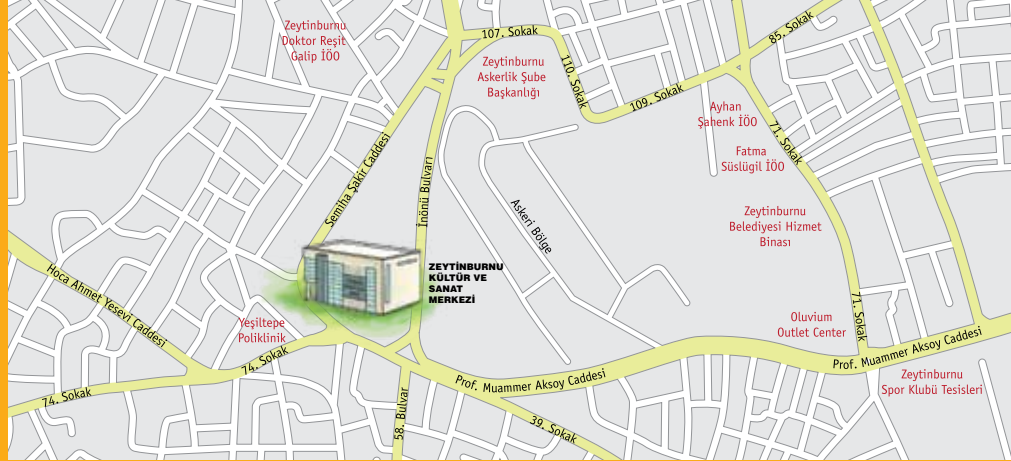 Zeytinburnu
Doktor Reşit
Galip İÖO
107. Sokak
85. Sokak
Zeytinburnu
Askerlik Şube
Başkanlığı
110. Sokak
109. Sokak
Ayhan
Şahenk İÖO
71. Sokak
Fatma
Süslügil İÖO
Semiha Şakir Caddesi
İnönü Bulvarı
Askeri Bölge
Zeytinburnu
Belediyesi Hizmet
Binası
ZEYTİNBURNU
KÜLTÜR VE
SANAT
MERKEZİ
Hoca Ahmet Yesevi Caddesi
Yeşiltepe
Poliklinik
71. Sokak
Oluvium
Outlet Center
74. Sokak
Prof. Muammer Aksoy Caddesi
Prof. Muammer Aksoy Caddesi
Zeytinburnu
Spor Klubü Tesisleri
74. Sokak
58. Bulvar
39. Sokak